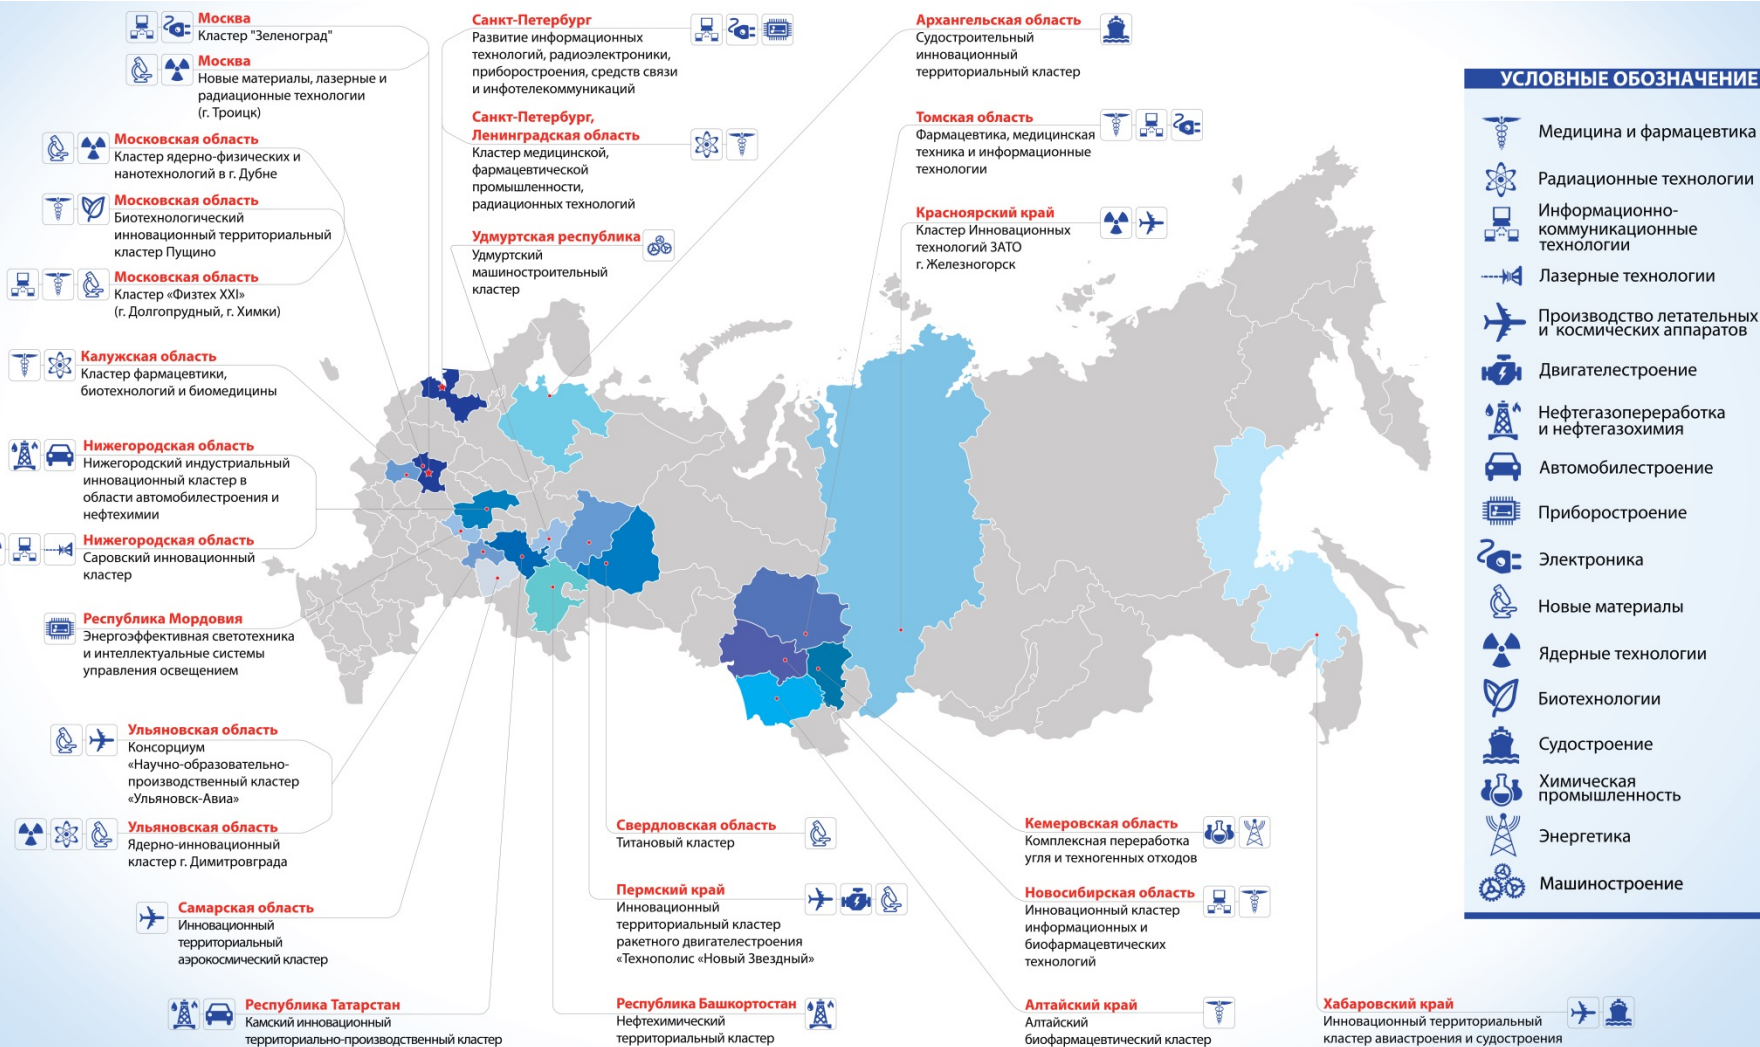 Москва
Кластер "Зеленоград"
Москва
Новые материалы, лазерные и
радиационные технологии
(г. Троицк)
Московская область
Кластер ядерно-физических и
нанотехнологий в г. Дубне
Московская область
Биотехнологический
инновационный территориальный
кластер Пущино
Московская область
Кластер «Физтех XXI»
(г. Долгопрудный, г. Химки)
Калужская область
Кластер фармацевтики,
биотехнологий и биомедицины
Нижегородская область
Нижегородский индустриальный
инновационный кластер в
области автомобилестроения и
нефтехимии
Нижегородская область
Саровский инновационный
кластер
Республика Мордовия
Энергоэффективная светотехника
и интеллектуальные системы
управления освещением
Ульяновская область
Консорциум
«Научно-образовательно-
производственный кластер
«Ульяновск-Авиа»
Ульяновская область
Ядерно-инновационный
кластер г. Димитровграда
Самарская область
Инновационный
территориальный
аэрокосмический кластер
Республика Татарстан
Камский инновационный
территориально-производственный кластер
Санкт-Петербург
Развитие информационных
технологий, радиоэлектроники,
приборостроения, средств связи
и инфотелекоммуникаций
Санкт-Петербург,
Ленинградская область
Кластер медицинской,
фармацевтической
промышленности,
радиационных технологий
Удмуртская республика
Удмуртский
машиностроительный
кластер
Архангельская область
Судостроительный
инновационный
территориальный кластер
Томская область
Фармацевтика, медицинская
техника и информационные
технологии
Красноярский край
Кластер Инновационных
технологий ЗАТО
г. Железногорск
Свердловская область
Титановый кластер
Пермский край
Инновационный
территориальный кластер
ракетного двигателестроения
«Технополис «Новый Звездный»
Республика Башкортостан
Нефтехимический
территориальный кластер
Кемеровская область
Комплексная переработка
угля и техногенных отходов
Новосибирская область
Инновационный кластер
информационных и
биофармацевтических
технологий
Алтайский край
Алтайский
биофармацевтический кластер
Хабаровский край
Инновационный территориальный
кластер авиастроения и судостроения
УСЛОВНЫЕ ОБОЗНАЧЕНИЕ
Медицина и фармацевтика
Радиационные технологии
Информационно-
коммуникационные
технологии
Лазерные технологии
Производство летательных
и космических аппаратов
Двигателестроение
Нефтегазопереработка
и нефтегазохимия
Автомобилестроение
Приборостроение
Электроника
Новые материалы
Ядерные технологии
Биотехнологии
Судостроение
Химическая
промышленность
Энергетика
Машиностроение